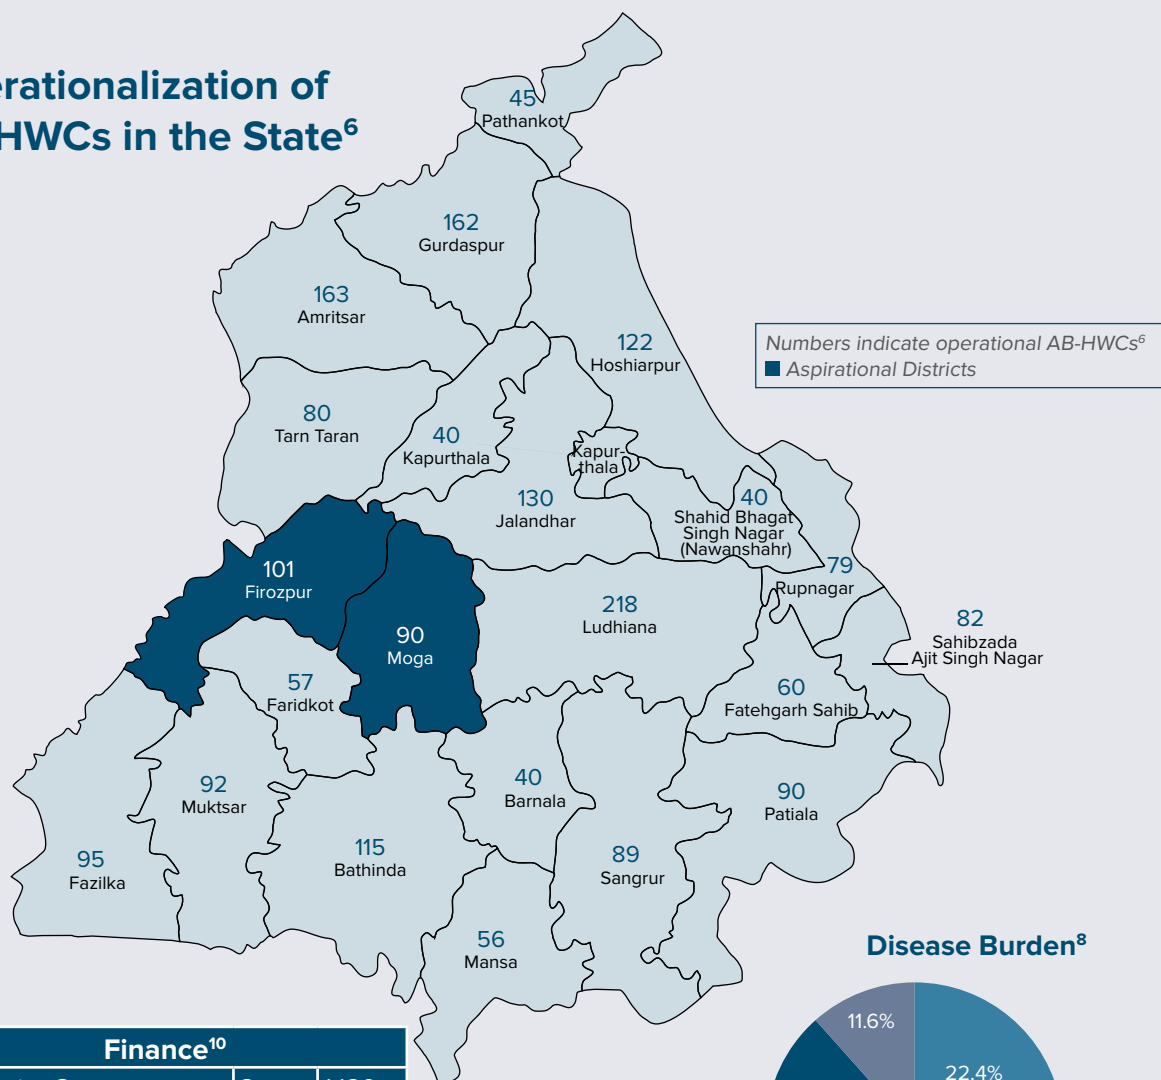 erationalization of
HWCs in the State⁶
45
Pathankot
162
Gurdaspur
163
Amritsar
122
Hoshiarpur
Numbers indicate operational AB-HWCs⁶
Aspirational Districts
80
Tarn Taran
40
Kapurthala
Kapur-
thala
130
Jalandhar
40
Shahid Bhagat
Singh Nagar
(Nawanshahr)
79
Rupnagar
101
Firozpur
218
Ludhiana
82
Sahibzada
Ajit Singh Nagar
90
Moga
57
Faridkot
60
Fatehgarh Sahib
92
Muktsar
40
Barnala
90
Patiala
95
Fazilka
115
Bathinda
89
Sangrur
56
Mansa
Disease Burden⁸
11.6%
22.4%
Finance¹⁰